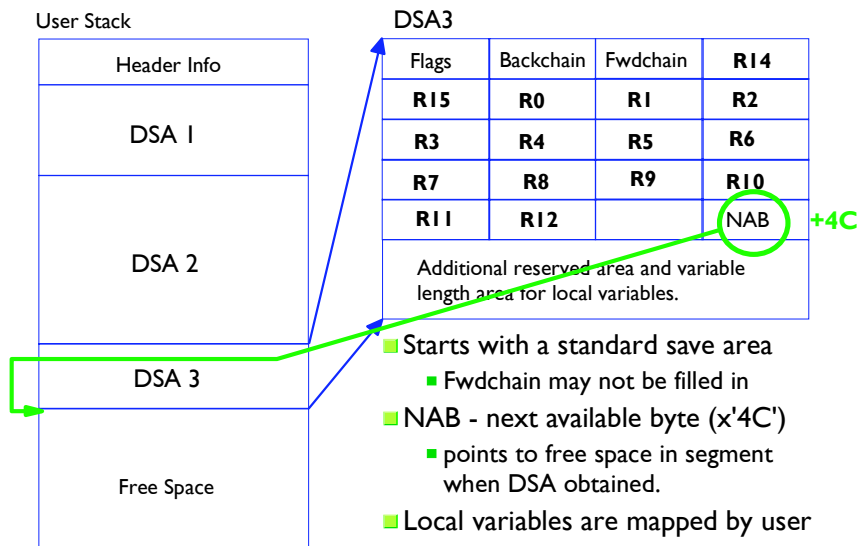 User Stack
Header Info
DSA 1
DSA 2
DSA 3
Free Space
DSA3
Flags Backchain Fwdchain R14
R15 R0 R1 R2
R3 R4 R5 R6
R7 R8 R9 R10
R11 R12 NAB +4C
Additional reserved area and variable
length area for local variables.
Starts with a standard save area
Fwdchain may not be filled in
NAB - next available byte (x'4C')
points to free space in segment
when DSA obtained.
Local variables are mapped by user